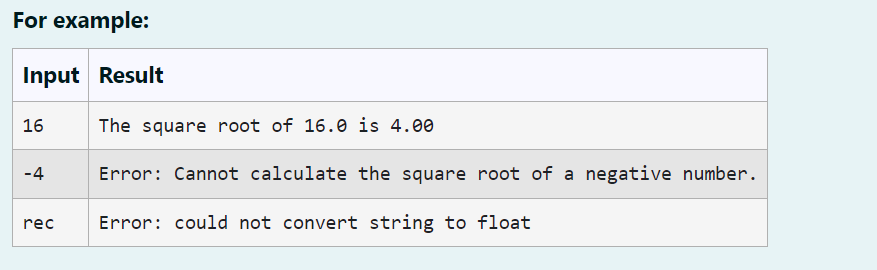 For example:
Input Result
16 The square root of 16.0 is 4.00
-4 Error: Cannot calculate the square root of a negative number.
rec Error: could not convert string to float